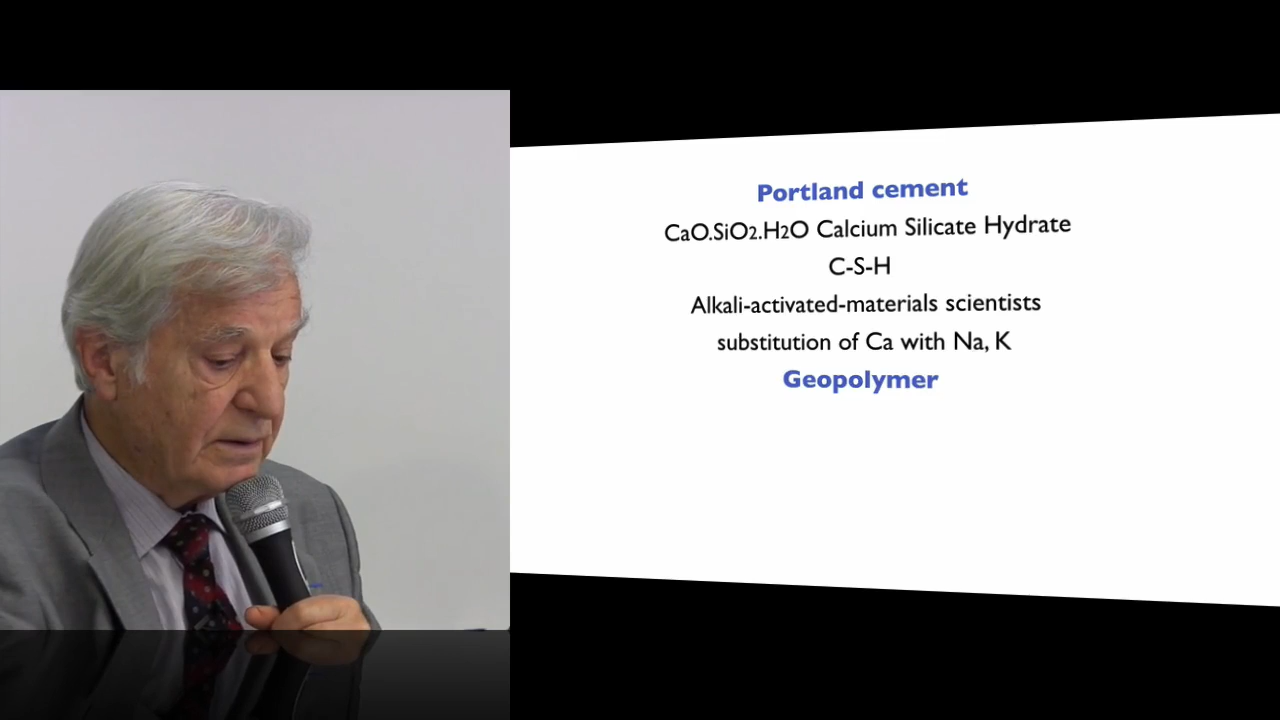 Portland cement
CaO.SiO2.H2O Calcium Silicate Hydrate
C-S-H
Alkali-activated-materials scientists
substitution of Ca with Na, K
Geopolymer